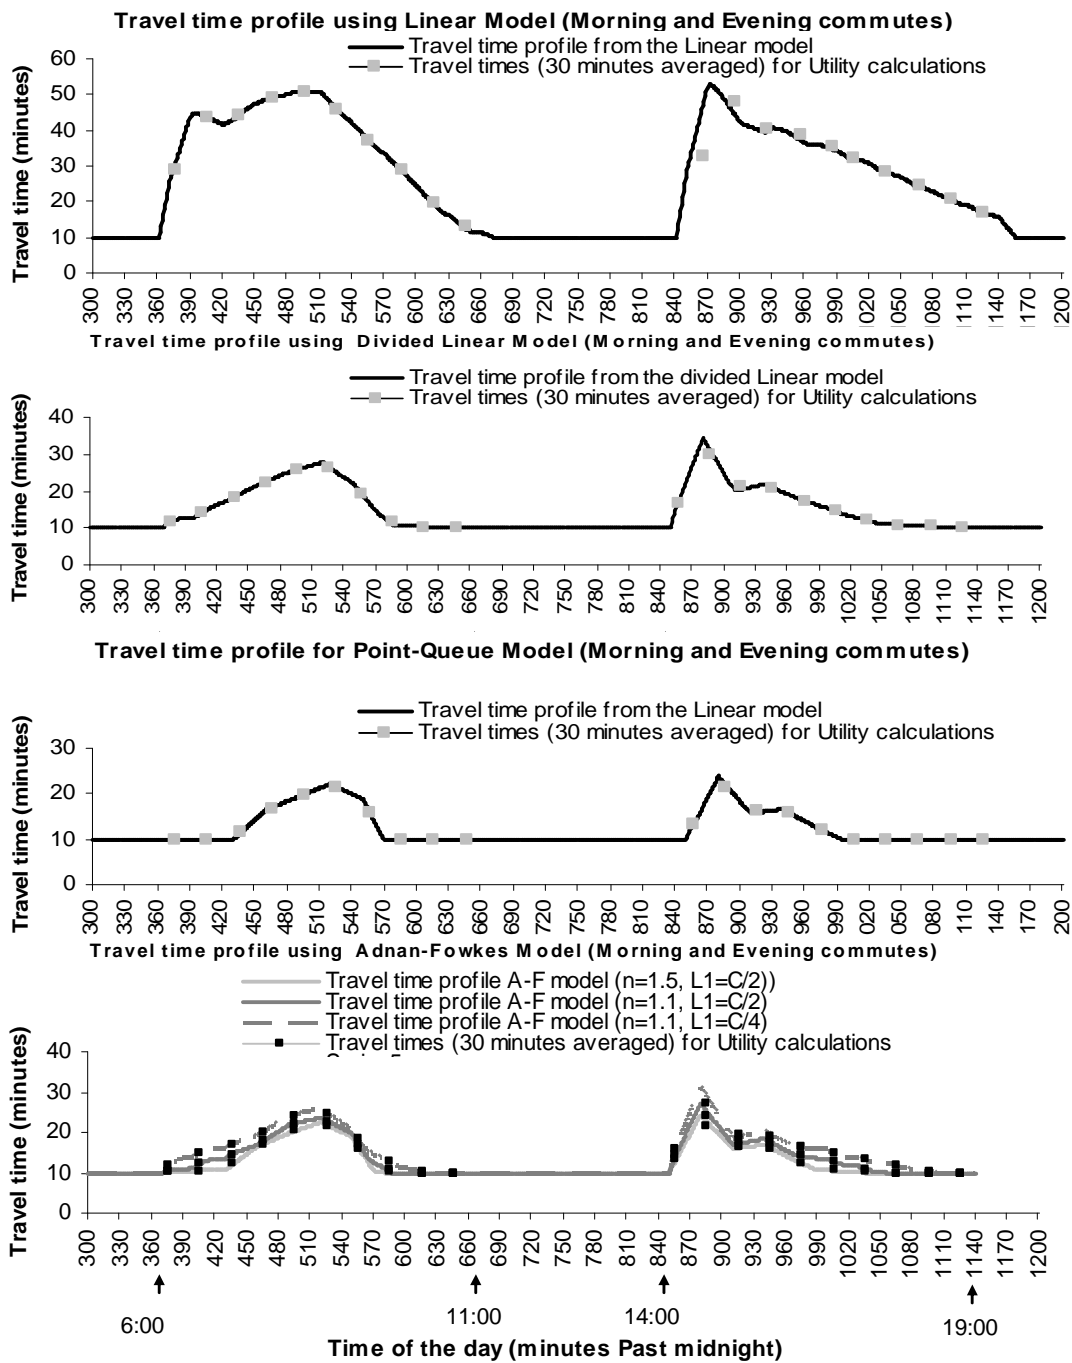 Travel time profile using Linear Model (Morning and Evening commutes)
Travel time profile from the Linear model
Travel times (30 minutes averaged) for Utility calculations
Travel time (minutes)
60
50
40
30
20
10
0
300 330 360 390 420 450 480 510 540 570 600 630 660 690 720 750 780 810 840 870 900 930 960 990 1020 1050 1080 1110 1140 1170 1200
Travel time profile using Divided Linear Model (Morning and Evening commutes)
Travel time profile from the divided Linear model
Travel times (30 minutes averaged) for Utility calculations
Travel time (minutes)
40
30
20
10
0
300 330 360 390 420 450 480 510 540 570 600 630 660 690 720 750 780 810 840 870 900 930 960 990 1020 1050 1080 1110 1140 1170 1200
Travel time profile for Point-Queue Model (Morning and Evening commutes)
Travel time profile from the Linear model
Travel times (30 minutes averaged) for Utility calculations
Travel time (minutes)
30
20
10
0
300 330 360 390 420 450 480 510 540 570 600 630 660 690 720 750 780 810 840 870 900 930 960 990 1020 1050 1080 1110 1140 1170 1200
Travel time profile using Adnan-Fowkes Model (Morning and Evening commutes)
Travel time profile A-F model (n=1.5, L1=C/2))
Travel time profile A-F model (n=1.1, L1=C/2)
Travel time profile A-F model (n=1.1, L1=C/4)
Travel times (30 minutes averaged) for Utility calculations
Travel time (minutes)
40
30
20
10
0
300 330 360 390 420 450 480 510 540 570 600 630 660 690 720 750 780 810 840 870 900 930 960 990 1020 1050 1080 1110 1140 1170 1200
6:00 11:00 14:00 19:00
Time of the day (minutes Past midnight)